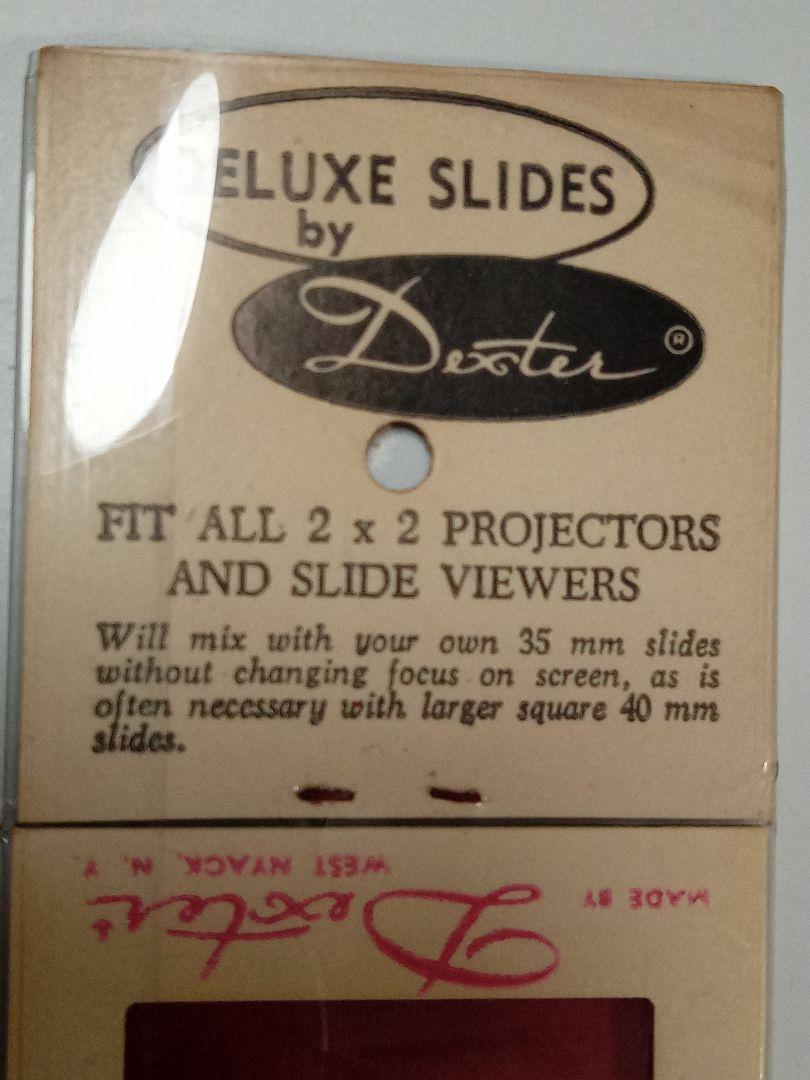 DELUXE SLIDES
by
Dexter ®
FIT ALL 2 x 2 PROJECTORS
AND SLIDE VIEWERS
Will mix with your own 35 mm slides
without changing focus on screen, as is
often necessary with larger square 40 mm
slides.
MADE BY
Dexter
WEST NYACK, N. Y.